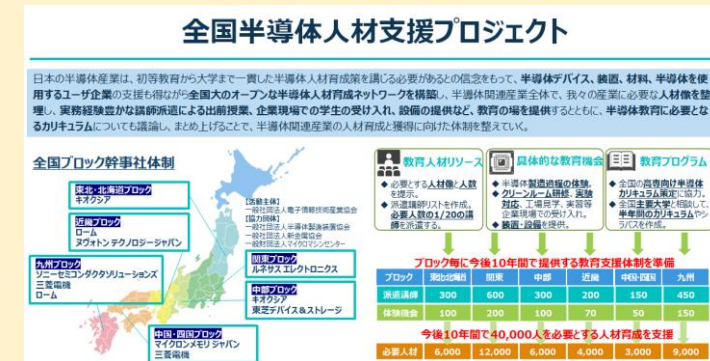 全国半導体人材支援プロジェクト
日本の半導体産業は、初等教育から大学まで一貫した半導体人材育成策を講じる必要があるとの信念をもって、半導体デバイス、装置、材料、半導体を使
用するユーザ企業の支援も得ながら全国大のオープンな半導体人材育成ネットワークを構築し、半導体関連産業全体で、我々の産業に必要な人材像を整
理し、実務経験豊かな講師派遣による出前授業、企業現場での学生の受け入れ、設備の提供など、教育の場を提供するとともに、半導体教育に必要とな
るカリキュラムについても議論し、まとめ上げることで、半導体関連産業の人材育成と獲得に向けた体制を整えていく。
全国ブロック幹事社体制
東北・北海道ブロック
キオクシア
近畿ブロック
ローム
ヌヴォトン テクノロジージャパン
九州ブロック
ソニーセミコンダクタソリューションズ
三菱電機
ローム
【活動主体】
一般社団法人電子情報技術産業協会
【協力団体】
一般社団法人半導体製造装置協会
一般社団法人新金属協会
一般財団法人マイクロマシンセンター
関東ブロック
ルネサス エレクトロニクス
中部ブロック
キオクシア
東芝デバイス&ストレージ
中国・四国ブロック
マイクロンメモリ ジャパン
三菱電機
教育人材リソース
◆ 必要とする人材像と人数
を提示。
◆ 派遣講師リストを作成。
必要人数の1/20の講
師を派遣する。
具体的な教育機会
◆ 半導体製造過程の体験。
◆ クリーンルーム研修、実験
対応、工場見学、実習等
企業現場での受け入れ。
◆ 装置・設備を提供。
教育プログラム
◆ 全国の高専向け半導体
カリキュラム策定に協力。
◆ 全国主要大学と相談して、
半年間のカリキュラムやシ
ラバスを作成。
ブロック毎に今後10年間で提供する教育支援体制を準備
ブロック 東北・北海道 関東 中部 近畿 中国・四国 九州
派遣講師 300 600 300 200 150 450
体験機会 100 200 100 70 50 150
今後10年間で40,000人を必要とする人材育成を支援
必要人材 6,000 12,000 6,000 4,000 3,000 9,000